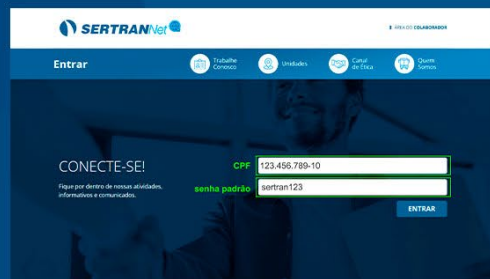 SERTRANNet
ÁREA DO COLABORADOR
Entrar
Trabalhe
Conosco
Unidades
Canal
de Ética
Quem
Somos
CONECTE-SE!
Fique por dentro de nossas atividades,
informativos e comunicados.
CPF 123.456.789-10
senha padrão sertran123
ENTRAR